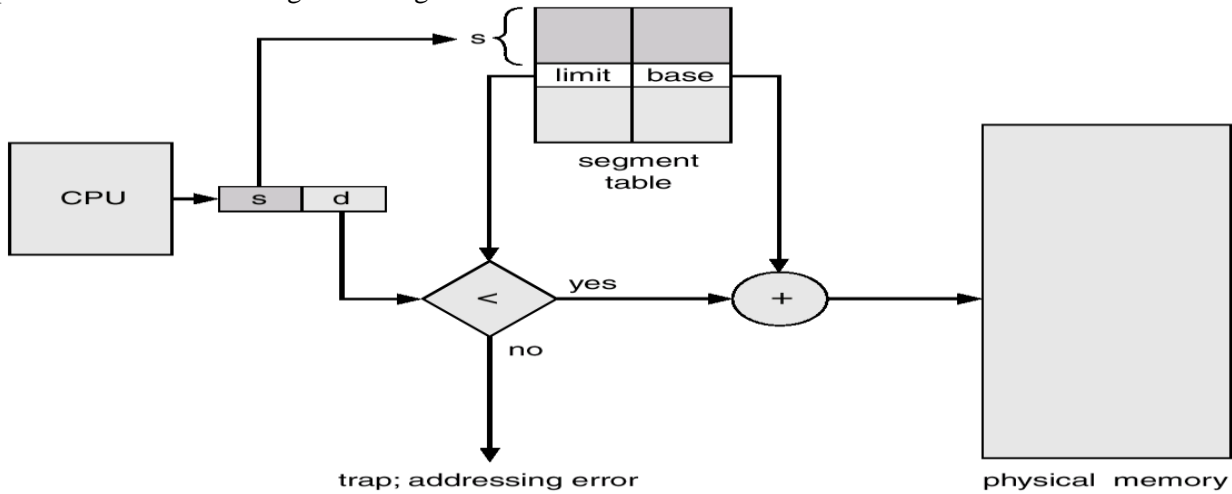 s
limit base
segment
table
CPU
s d
<
yes
+
no
trap; addressing error
physical memory